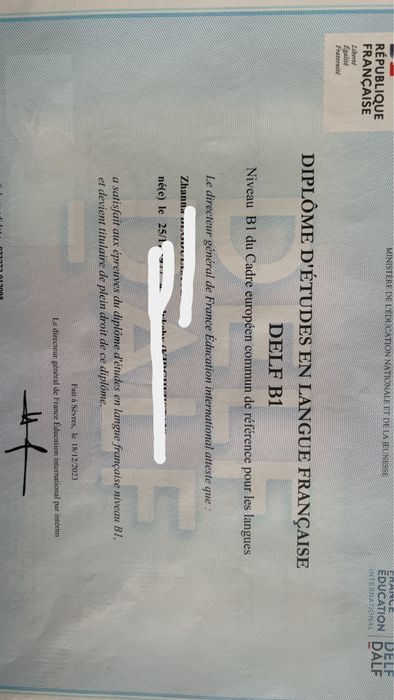 RÉPUBLIQUE
FRANÇAISE
Liberté
Égalité
Fraternité
MINISTÈRE DE L'ÉDUCATION NATIONALE ET DE LA JEUNESSE
FRANCE
ÉDUCATION
INTERNATIONAL
DELF
DALF
DIPLÔME D'ÉTUDES EN LANGUE FRANÇAISE
DELF B1
Niveau B1 du Cadre européen commun de référence pour les langues
Le directeur général de France Éducation international atteste que :
Zhanna
né(e) le 25/
a satisfait aux épreuves du diplôme d'études en langue française niveau B1,
et devient titulaire de plein droit de ce diplôme.
Fait à Sèvres, le 18/12/2023
Le directeur général de France Éducation international par intérim
DELF
DALF